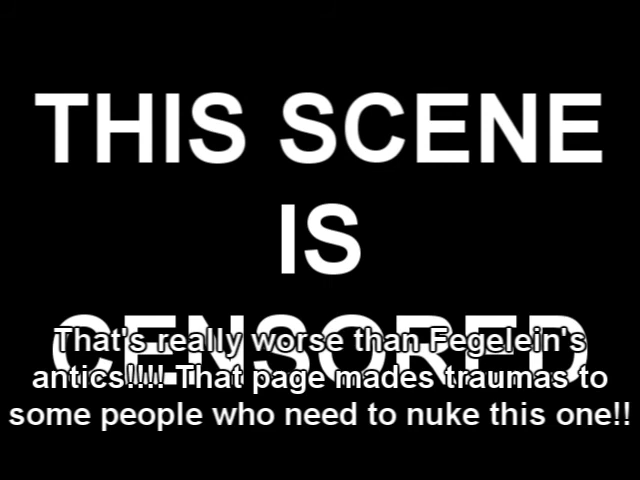 THIS SCENE
IS
CENSORED
That's really worse than Fegelein's
antics!!!! That page mades traumas to
some people who need to nuke this one!!